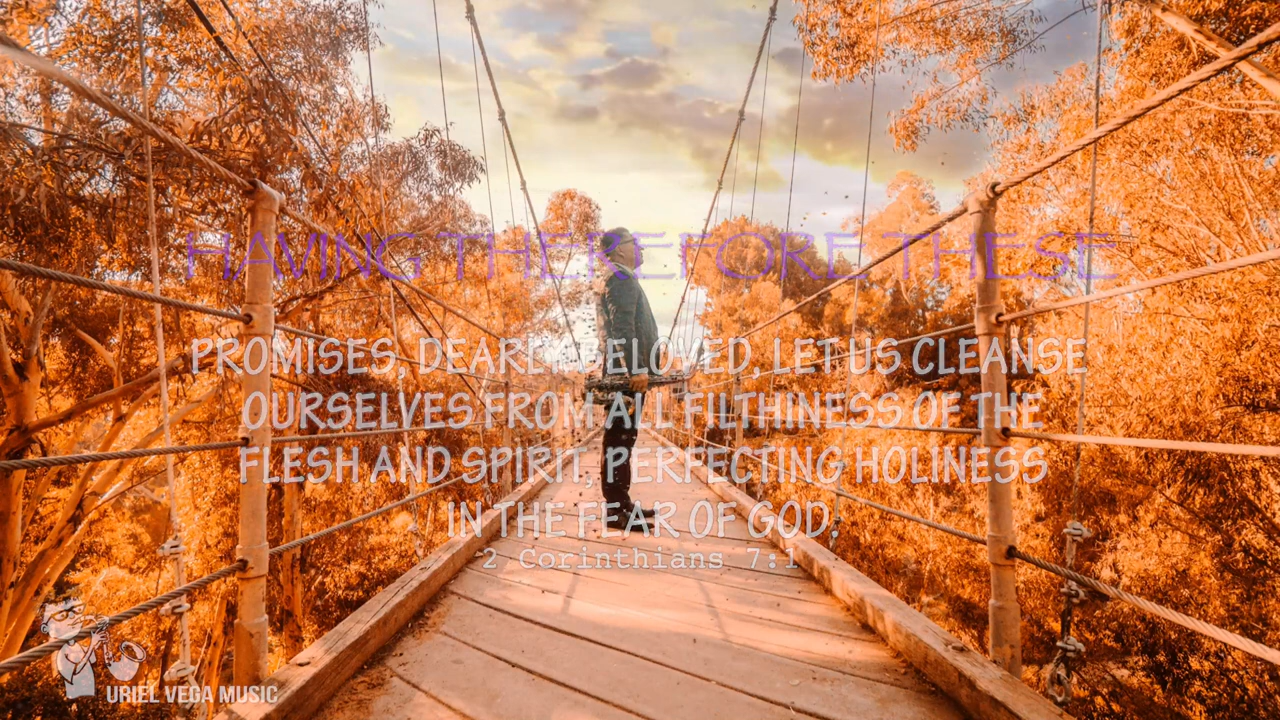 HAVING THEREFORE THESE
PROMISES, DEARLY BELOVED, LET US CLEANSE
OURSELVES FROM ALL FILTHINESS OF THE
FLESH AND SPIRIT, PERFECTING HOLINESS
IN THE FEAR OF GOD.
2 Corinthians 7:1
URIEL VEGA MUSIC